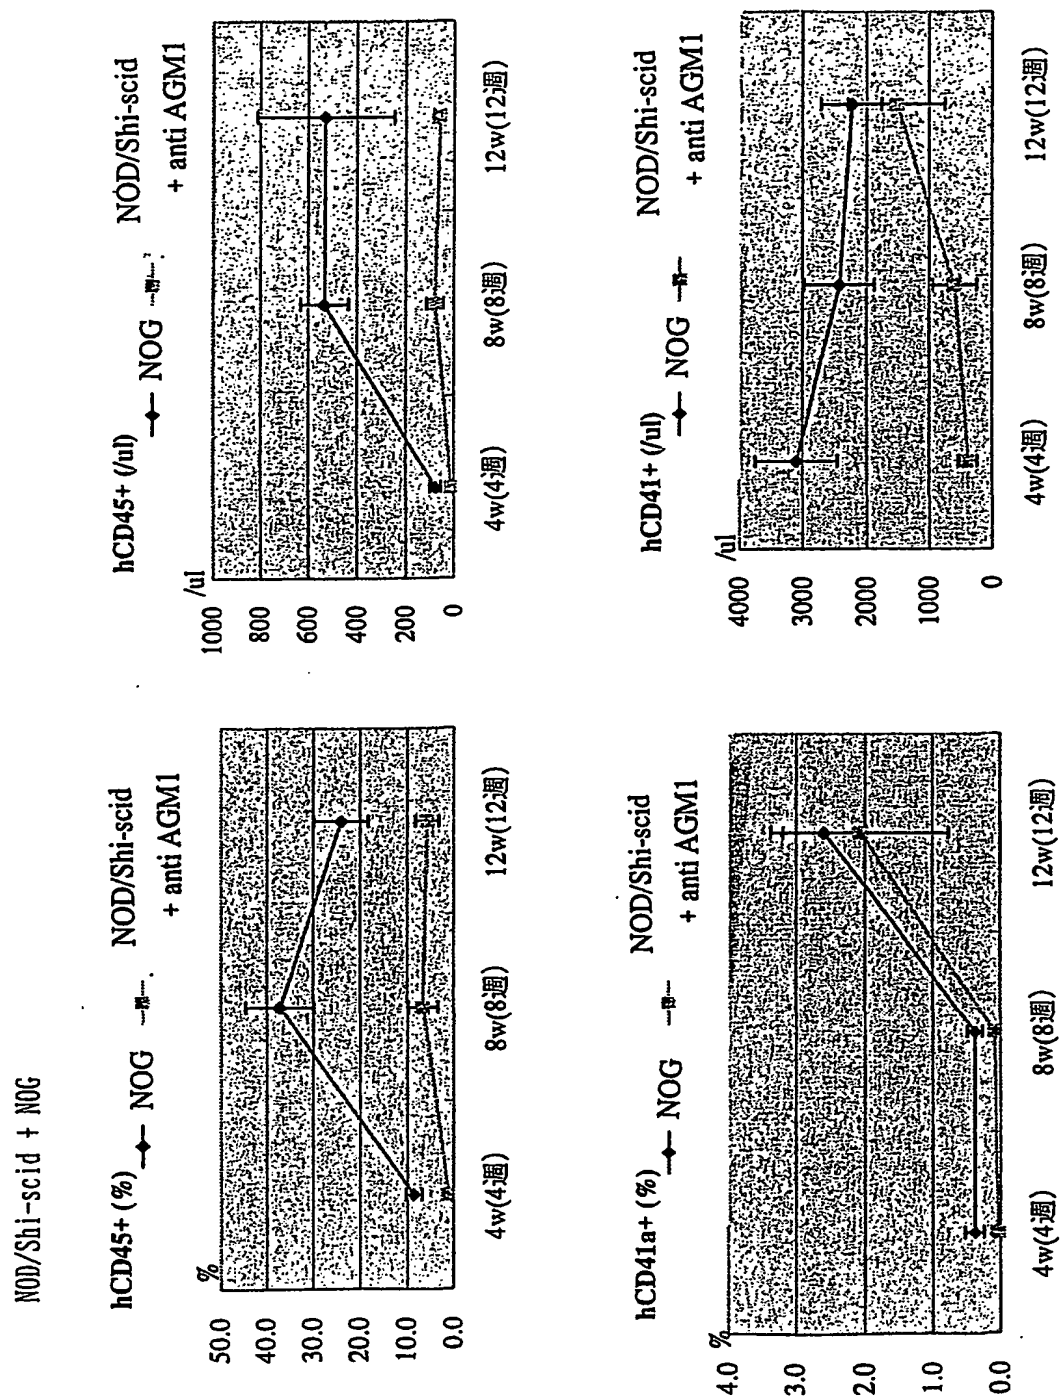 NOD/Shi-scid + NOG
hCD45+ (%)
NOG
NOD/Shi-scid
+ anti AGM1
%
50.0
40.0
30.0
20.0
10.0
0.0
4w(4週)
8w(8週)
12w(12週)
hCD45+ (/ul)
NOG
NOD/Shi-scid
+ anti AGM1
/ul
1000
800
600
400
200
0
4w(4週)
8w(8週)
12w(12週)
hCD41a+ (%)
NOG
NOD/Shi-scid
+ anti AGM1
%
4.0
3.0
2.0
1.0
0.0
4w(4週)
8w(8週)
12w(12週)
hCD41+ (/ul)
NOG
NOD/Shi-scid
+ anti AGM1
/ul
4000
3000
2000
1000
0
4w(4週)
8w(8週)
12w(12週)